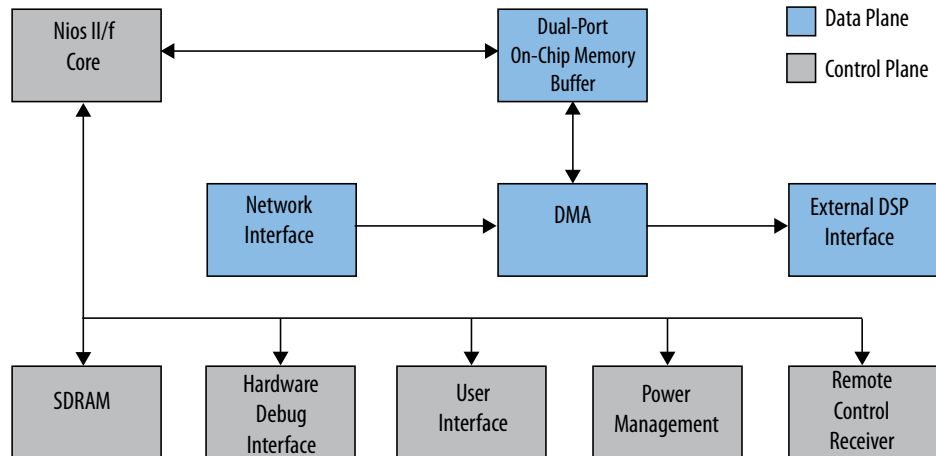 Nios II/f
Core
Dual-Port
On-Chip Memory
Buffer
Data Plane
Control Plane
Network
Interface
DMA
External DSP
Interface
SDRAM
Hardware
Debug
Interface
User
Interface
Power
Management
Remote
Control
Receiver